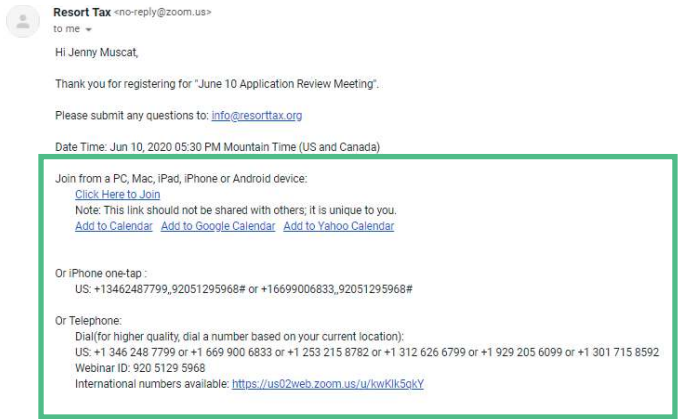 Resort Tax <no-reply@zoom.us>
to me
Hi Jenny Muscat,
Thank you for registering for "June 10 Application Review Meeting".
Please submit any questions to: info@resorttax.org
Date Time: Jun 10, 2020 05:30 PM Mountain Time (US and Canada)
Join from a PC, Mac, iPad, iPhone or Android device:
Click Here to Join
Note: This link should not be shared with others; it is unique to you.
Add to Calendar Add to Google Calendar Add to Yahoo Calendar
Or iPhone one-tap :
US: +13462487799,,92051295968# or +16699006833,,92051295968#
Or Telephone:
Dial(for higher quality, dial a number based on your current location):
US: +1 346 248 7799 or +1 669 900 6833 or +1 253 215 8782 or +1 312 626 6799 or +1 929 205 6099 or +1 301 715 8592
Webinar ID: 920 5129 5968
International numbers available: https://us02web.zoom.us/u/kwKlk5qkY